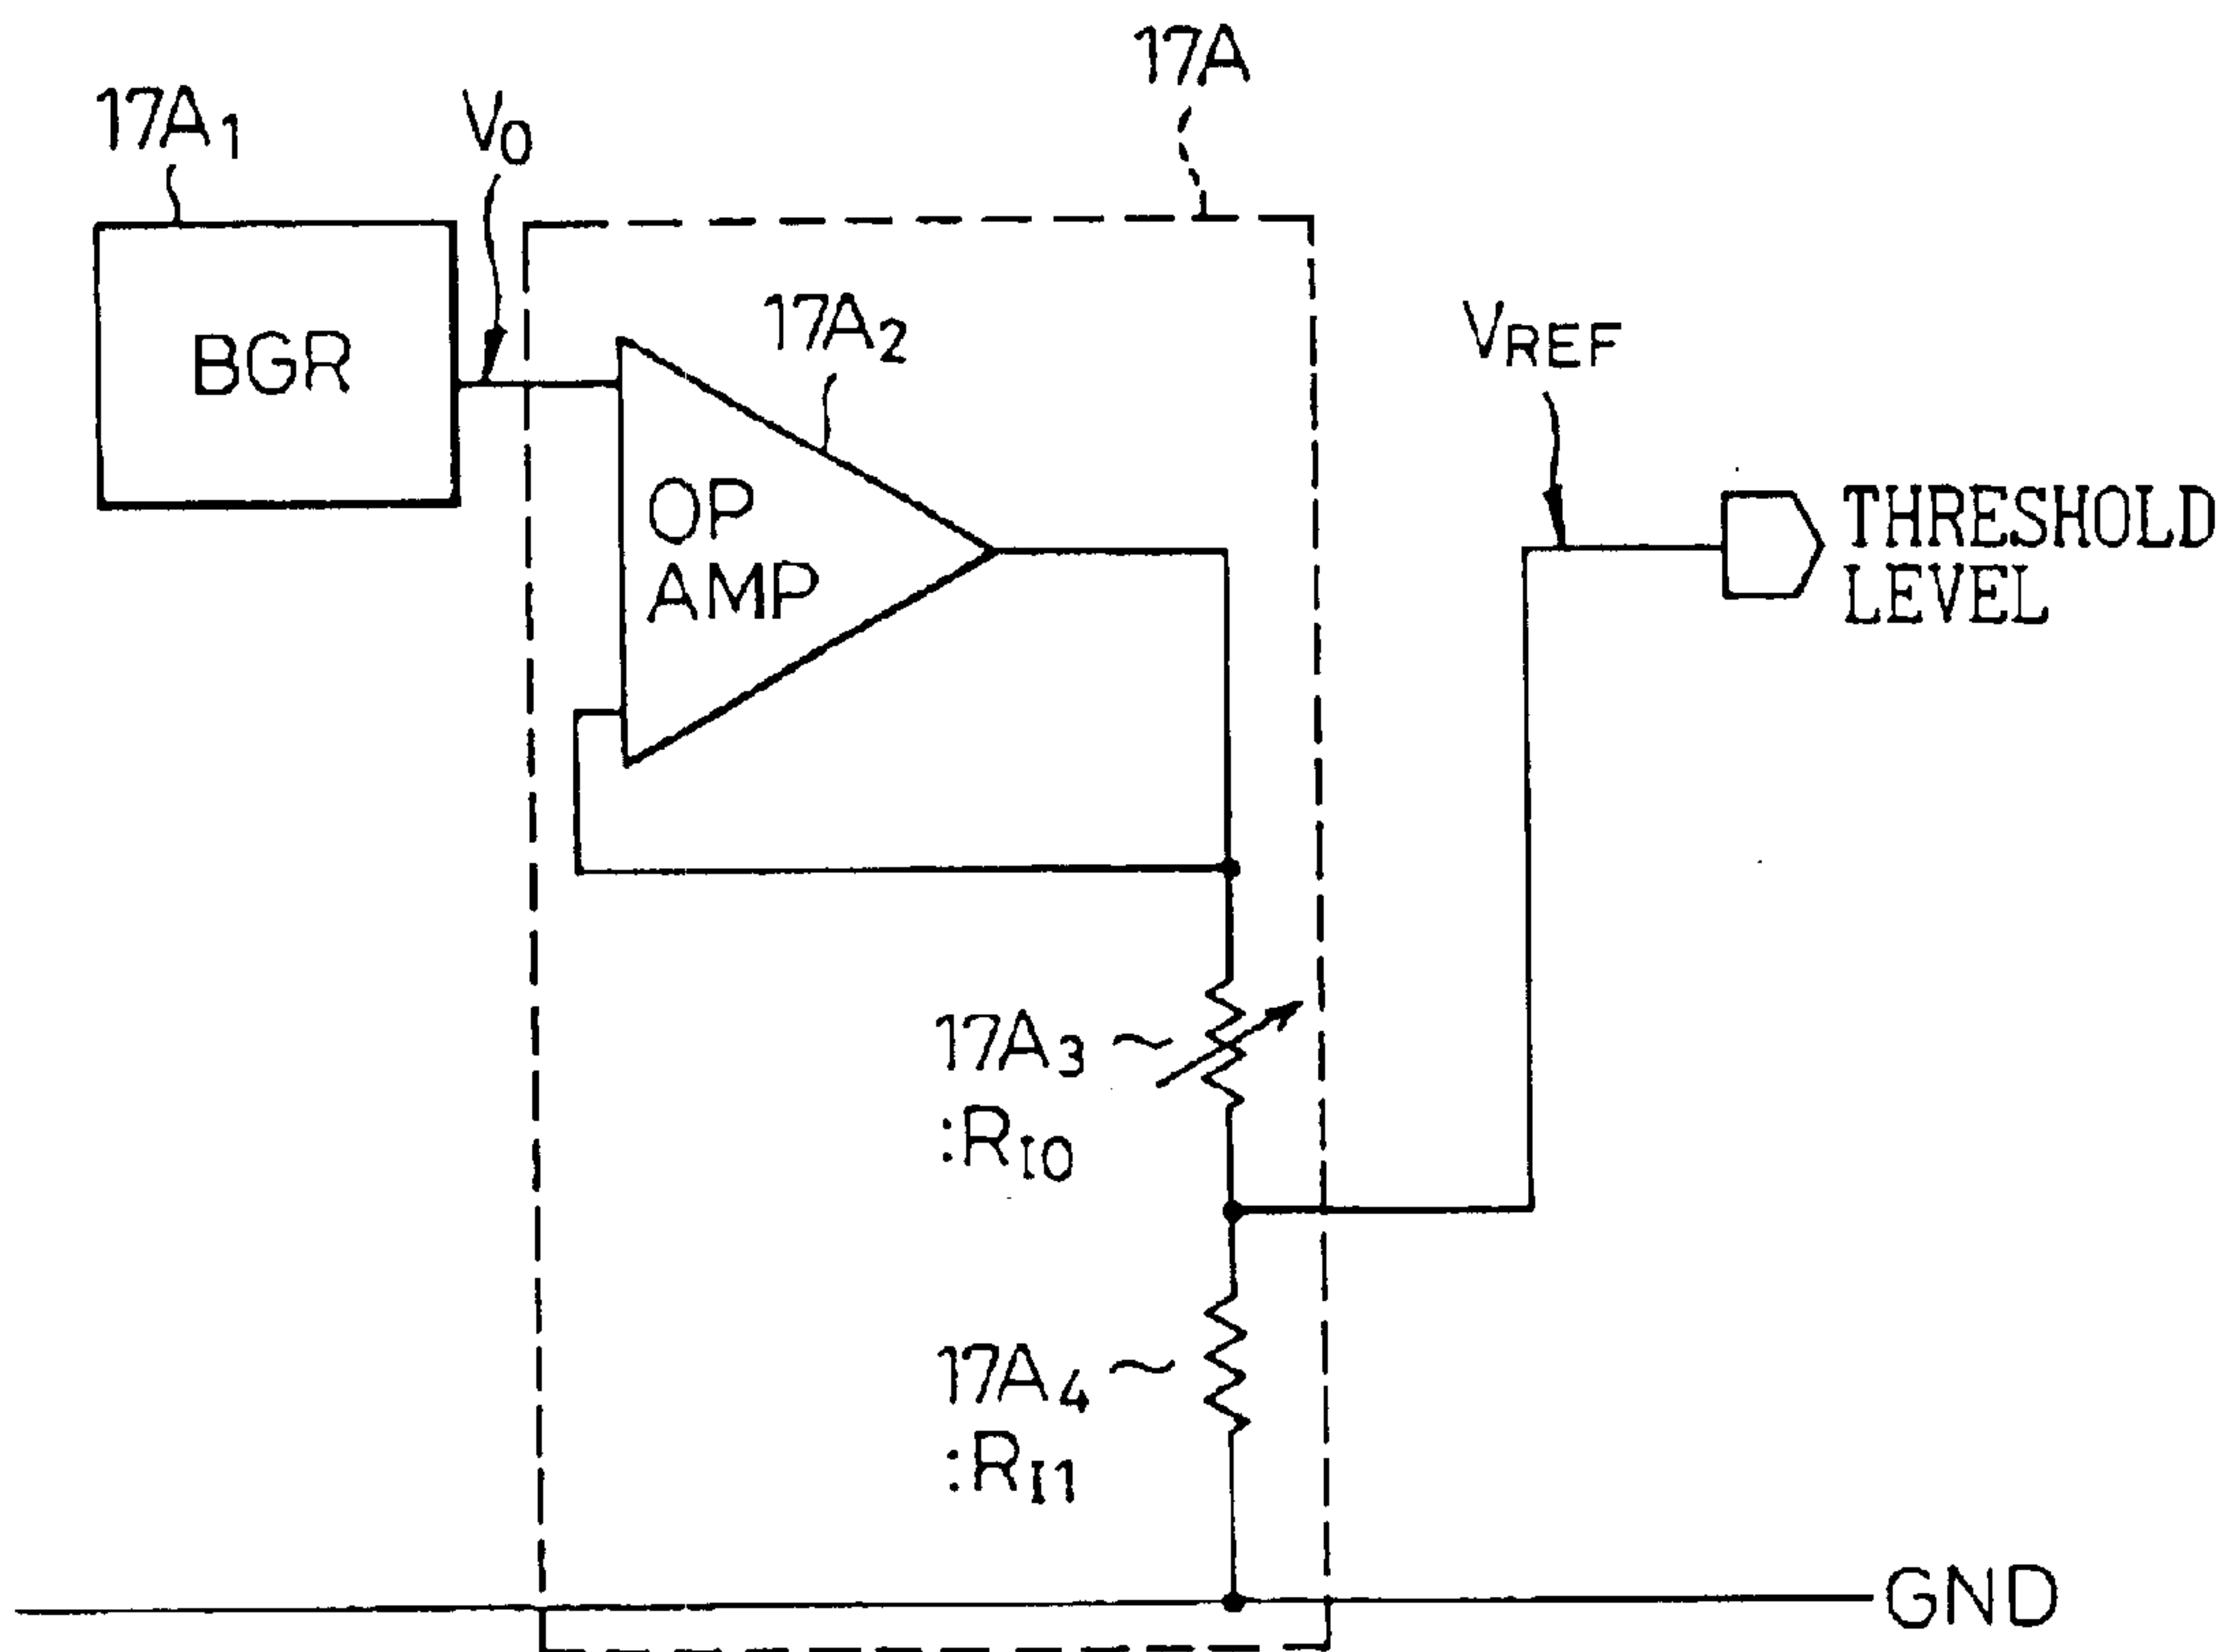 17A
17A₁
V₀
BGR
17A₂
OP
AMP
VREF
THRESHOLD
LEVEL
17A₃
:RI0
17A₄
:RI1
GND